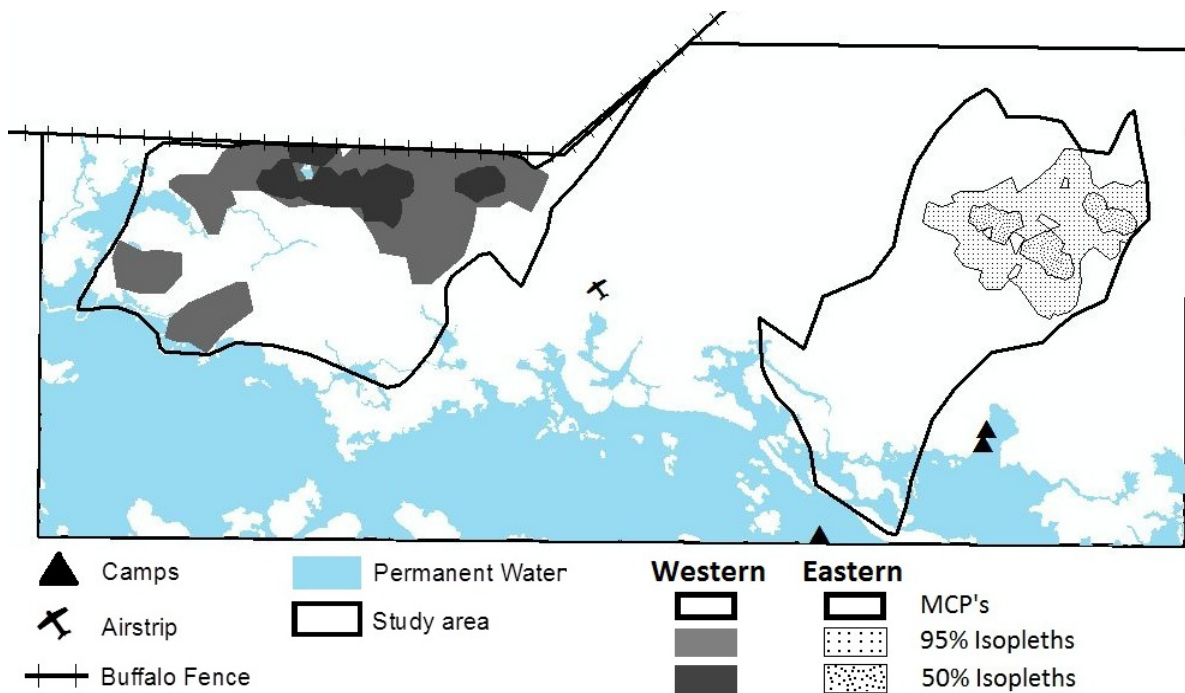 Camps
Airstrip
Buffalo Fence
Permanent Water
Study area
Western Eastern
MCP's
95% Isopleths
50% Isopleths